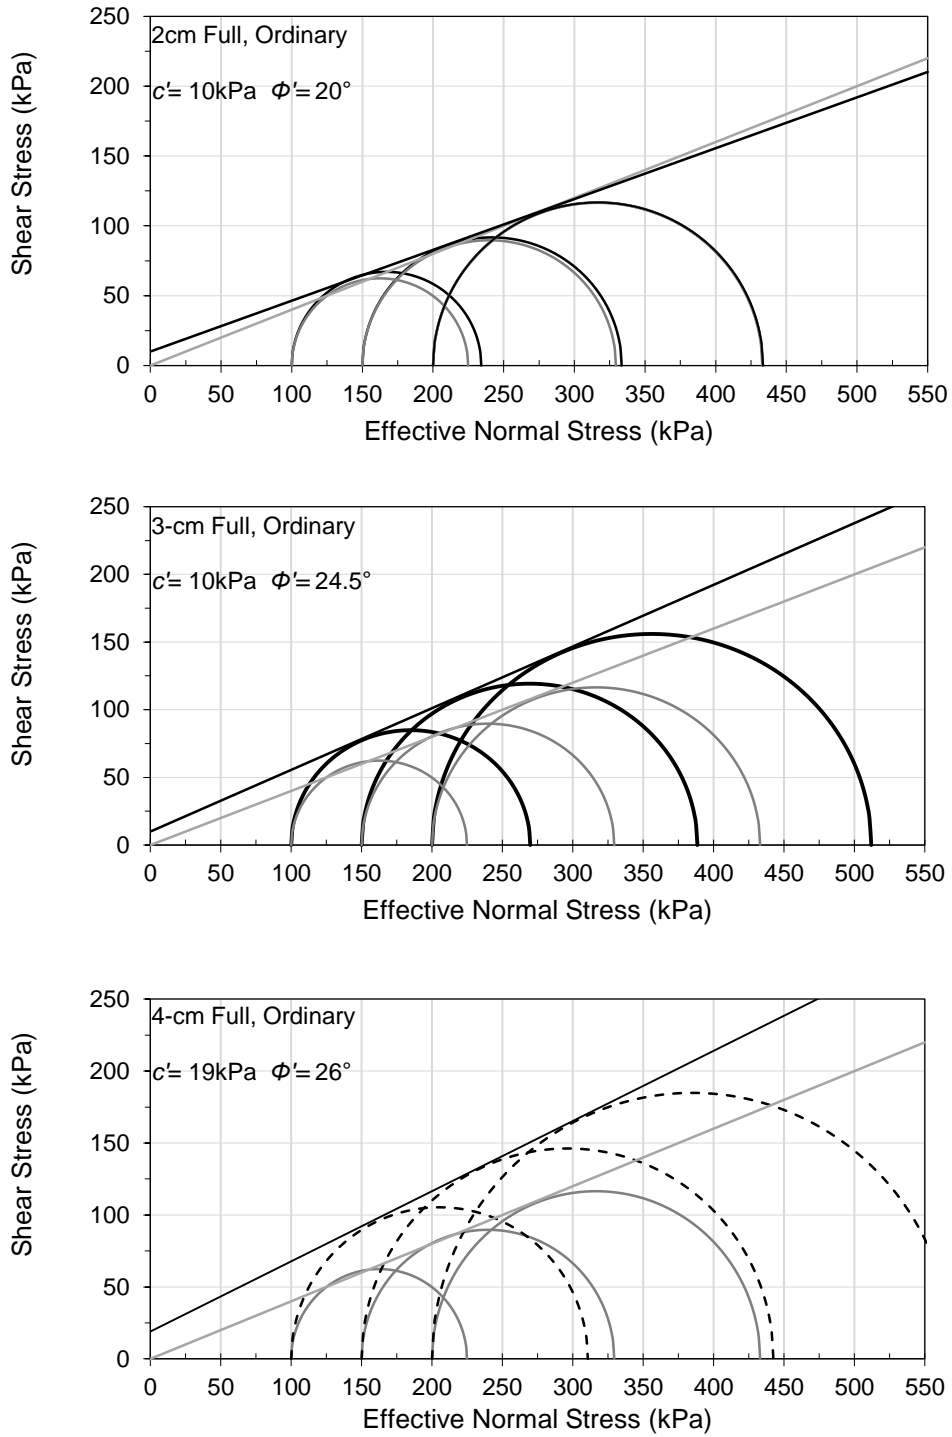 250
2cm Full, Ordinary
200
c'= 10kPa Φ'= 20°
150
100
50
0
Shear Stress (kPa)
0 50 100 150 200 250 300 350 400 450 500 550
Effective Normal Stress (kPa)
250
3-cm Full, Ordinary
200
c'= 10kPa Φ'= 24.5°
150
100
50
0
Shear Stress (kPa)
0 50 100 150 200 250 300 350 400 450 500 550
Effective Normal Stress (kPa)
250
4-cm Full, Ordinary
200
c'= 19kPa Φ'= 26°
150
100
50
0
Shear Stress (kPa)
0 50 100 150 200 250 300 350 400 450 500 550
Effective Normal Stress (kPa)